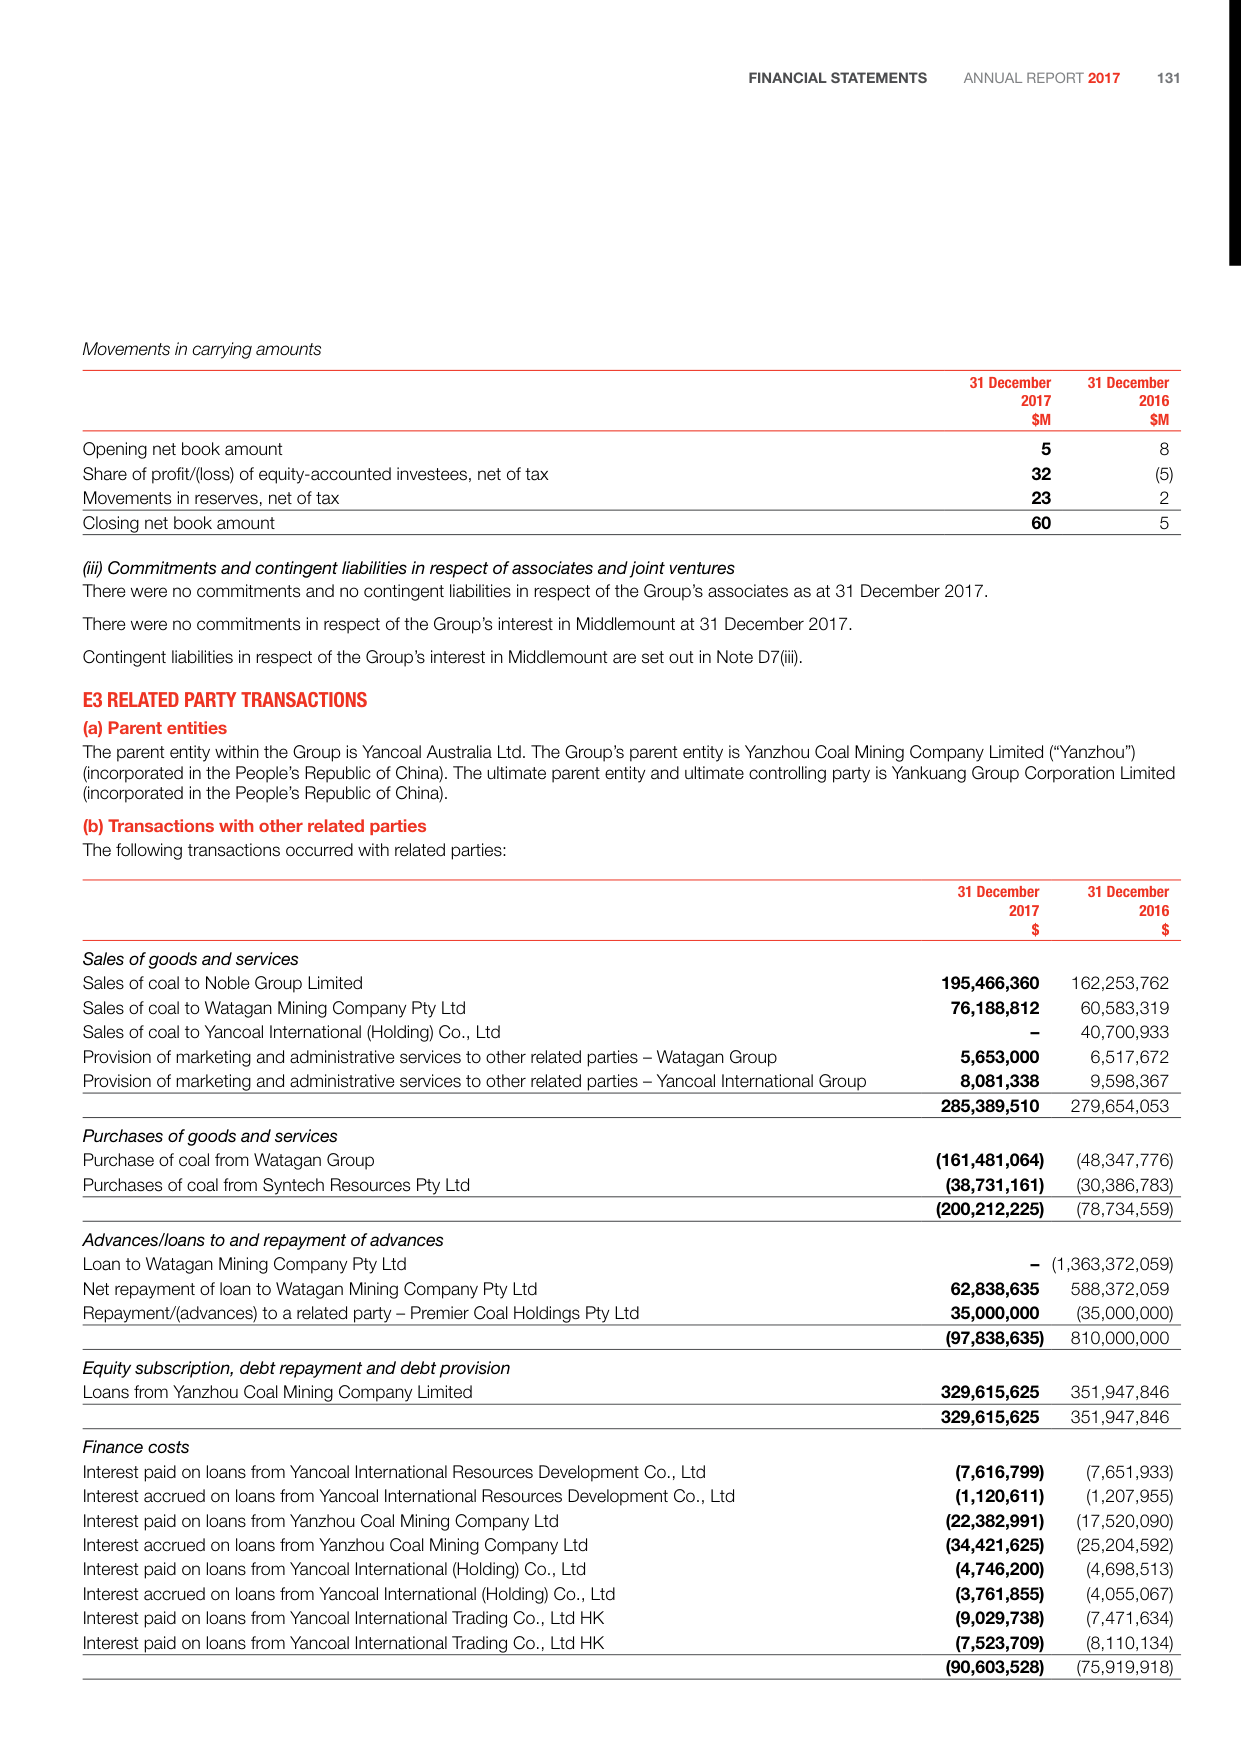 FINANCIAL STATEMENTS ANNUAL REPORT 2017 131
Movements in carrying amounts
31 December 31 December
2017 2016
$M $M
Opening net book amount 5 8
Share of profit/(loss) of equity-accounted investees, net of tax 32 (5)
Movements in reserves, net of tax 23 2
Closing net book amount 60 5
(iii) Commitments and contingent liabilities in respect of associates and joint ventures
There were no commitments and no contingent liabilities in respect of the Group's associates as at 31 December 2017.
There were no commitments in respect of the Group's interest in Middlemount at 31 December 2017.
Contingent liabilities in respect of the Group's interest in Middlemount are set out in Note D7(iii).
E3 RELATED PARTY TRANSACTIONS
(a) Parent entities
The parent entity within the Group is Yancoal Australia Ltd. The Group's parent entity is Yanzhou Coal Mining Company Limited ("Yanzhou")
(incorporated in the People's Republic of China). The ultimate parent entity and ultimate controlling party is Yankuang Group Corporation Limited
(incorporated in the People's Republic of China).
(b) Transactions with other related parties
The following transactions occurred with related parties:
31 December 31 December
2017 2016
$ $
Sales of goods and services
Sales of coal to Noble Group Limited 195,466,360 162,253,762
Sales of coal to Watagan Mining Company Pty Ltd 76,188,812 60,583,319
Sales of coal to Yancoal International (Holding) Co., Ltd – 40,700,933
Provision of marketing and administrative services to other related parties – Watagan Group 5,653,000 6,517,672
Provision of marketing and administrative services to other related parties – Yancoal International Group 8,081,338 9,598,367
285,389,510 279,654,053
Purchases of goods and services
Purchase of coal from Watagan Group (161,481,064) (48,347,776)
Purchases of coal from Syntech Resources Pty Ltd (38,731,161) (30,386,783)
(200,212,225) (78,734,559)
Advances/loans to and repayment of advances
Loan to Watagan Mining Company Pty Ltd – (1,363,372,059)
Net repayment of loan to Watagan Mining Company Pty Ltd 62,838,635 588,372,059
Repayment/(advances) to a related party – Premier Coal Holdings Pty Ltd 35,000,000 (35,000,000)
(97,838,635) 810,000,000
Equity subscription, debt repayment and debt provision
Loans from Yanzhou Coal Mining Company Limited 329,615,625 351,947,846
329,615,625 351,947,846
Finance costs
Interest paid on loans from Yancoal International Resources Development Co., Ltd (7,616,799) (7,651,933)
Interest accrued on loans from Yancoal International Resources Development Co., Ltd (1,120,611) (1,207,955)
Interest paid on loans from Yanzhou Coal Mining Company Ltd (22,382,991) (17,520,090)
Interest accrued on loans from Yanzhou Coal Mining Company Ltd (34,421,625) (25,204,592)
Interest paid on loans from Yancoal International (Holding) Co., Ltd (4,746,200) (4,698,513)
Interest accrued on loans from Yancoal International (Holding) Co., Ltd (3,761,855) (4,055,067)
Interest paid on loans from Yancoal International Trading Co., Ltd HK (9,029,738) (7,471,634)
Interest paid on loans from Yancoal International Trading Co., Ltd HK (7,523,709) (8,110,134)
(90,603,528) (75,919,918)